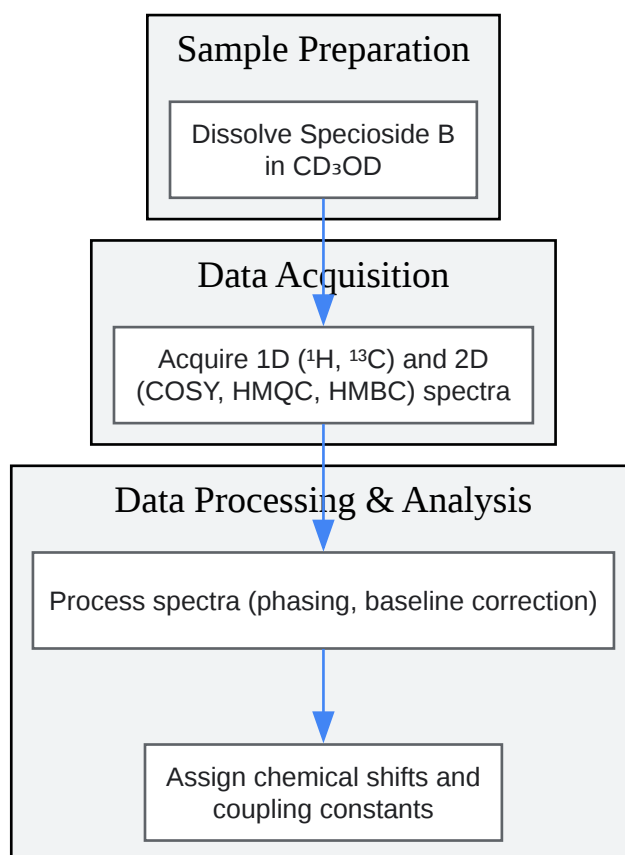 Sample Preparation
Dissolve Specioside B
in CD₃OD
Data Acquisition
Acquire 1D (¹H, ¹³C) and 2D
(COSY, HMQC, HMBC) spectra
Data Processing & Analysis
Process spectra (phasing, baseline correction)
Assign chemical shifts and
coupling constants